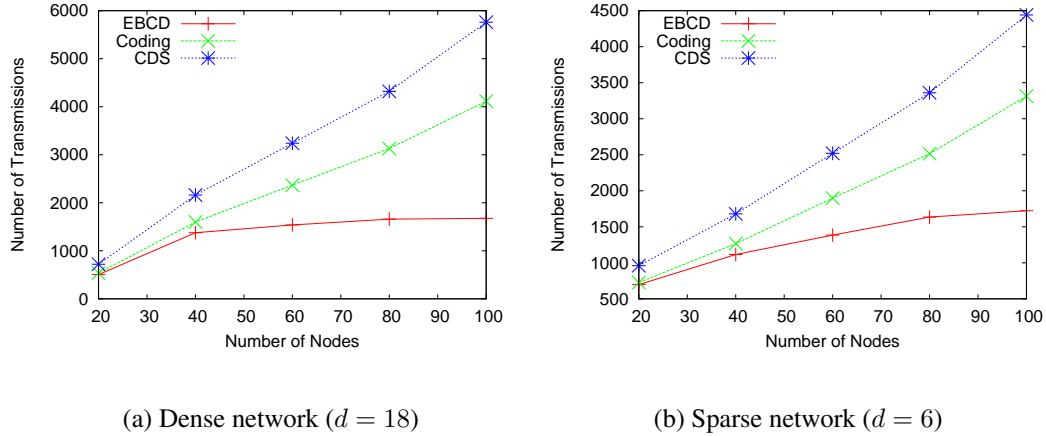 EBCD
Coding
CDS
Number of Transmissions
6000
5000
4000
3000
2000
1000
0
20 30 40 50 60 70 80 90 100
Number of Nodes
(a) Dense network (d = 18)
EBCD
Coding
CDS
Number of Transmissions
4500
4000
3500
3000
2500
2000
1500
1000
500
20 30 40 50 60 70 80 90 100
Number of Nodes
(b) Sparse network (d = 6)